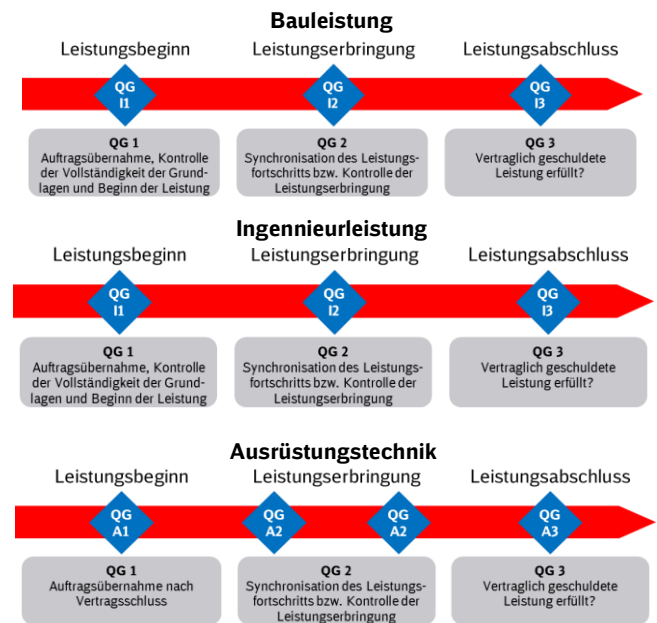 Bauleistung
Leistungsbeginn Leistungserbringung Leistungsabschluss
QG QG QG
I1 I2 I3
QG 1
Auftragsübernahme, Kontrolle
der Vollständigkeit der Grund-
lagen und Beginn der Leistung
QG 2
Synchronisation des Leistungs-
fortschritts bzw. Kontrolle der
Leistungserbringung
QG 3
Vertraglich geschuldete
Leistung erfüllt?
Ingennieurleistung
Leistungsbeginn Leistungserbringung Leistungsabschluss
QG QG QG
I1 I2 I3
QG 1
Auftragsübernahme, Kontrolle
der Vollständigkeit der Grund-
lagen und Beginn der Leistung
QG 2
Synchronisation des Leistungs-
fortschritts bzw. Kontrolle der
Leistungserbringung
QG 3
Vertraglich geschuldete
Leistung erfüllt?
Ausrüstungstechnik
Leistungsbeginn Leistungserbringung Leistungsabschluss
QG QG QG QG
A1 A2 A2 A3
QG 1
Auftragsübernahme nach
Vertragsschluss
QG 2
Synchronisation des Leistungs-
fortschritts bzw. Kontrolle der
Leistungserbringung
QG 3
Vertraglich geschuldete
Leistung erfüllt?